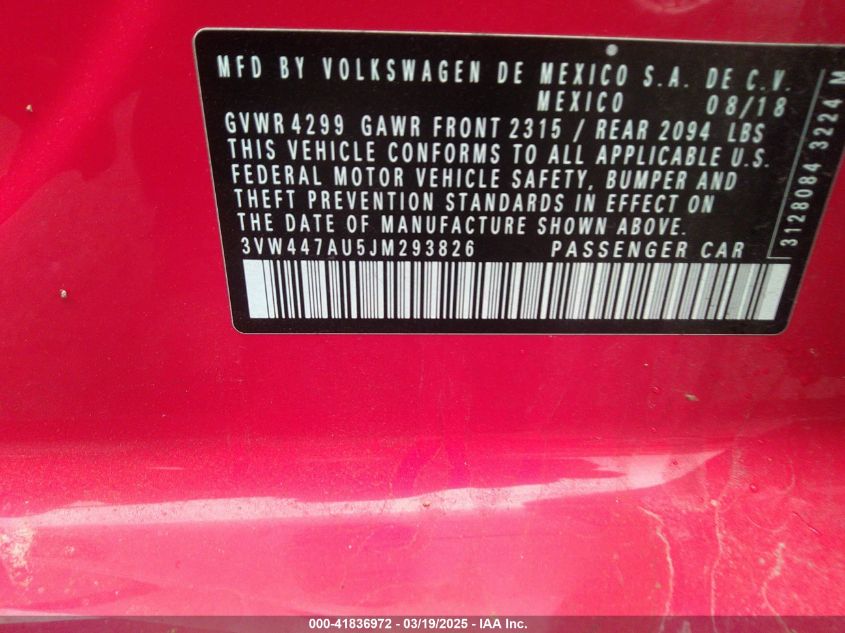 MFD BY VOLKSWAGEN DE MEXICO S.A. DE C.V.
MEXICO 08/18
GVWR 4299 GAWR FRONT 2315 / REAR 2094 LBS
THIS VEHICLE CONFORMS TO ALL APPLICABLE U.S.
FEDERAL MOTOR VEHICLE SAFETY, BUMPER AND
THEFT PREVENTION STANDARDS IN EFFECT ON
THE DATE OF MANUFACTURE SHOWN ABOVE.
3VW447AU5JM293826 PASSENGER CAR
3128084 3224 M
000-41836972 - 03/19/2025 - IAA Inc.